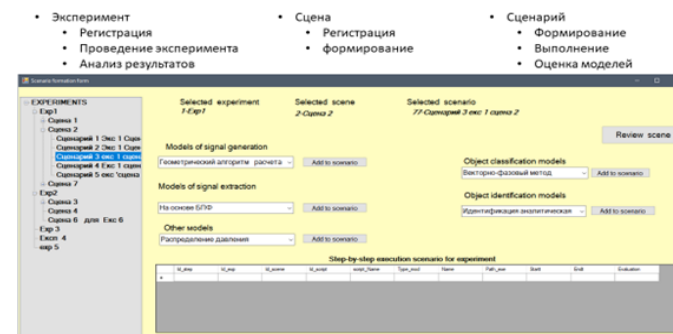 • Эксперимент
• Регистрация
• Проведение эксперимента
• Анализ результатов
• Сцена
• Регистрация
• формирование
• Сценарий
• Формирование
• Выполнение
• Оценка моделей
Scenario formation form
EXPERIMENTS
Exp1
Сцена 1
Сцена 2
Сценарий 1 Экс 1 Сцен
Сценарий 2 Экс 1 Сцен
Сценарий 3 екс 1 сцена
Сценарий 4 Екс 1 сцен
Сценарий 5 екс 'сцена
Сцена 7
Exp2
Сцена 3
Сцена 4
Сцена 6 для Екс 6
Exp 3
Експ 4
exp 5
Selected experiment
1-Exp1
Selected scene
2-Сцена 2
Selected scenario
77-Сценарий 3 екс 1 сцена 2
Review scene
Models of signal generation
Геометрический алгоритм расчета
Add to scenario
Models of signal extraction
На основе БПФ
Add to scenario
Other models
Распределение давления
Add to scenario
Object classification models
Векторно-фазовый метод
Add to scenario
Object identification models
Идентификация аналитическая
Add to scenario
Step-by-step execution scenario for experiment
Id_step Id_exp Id_scene Id_script script_Name Type_mod Name Path_exe Start End Evaluation